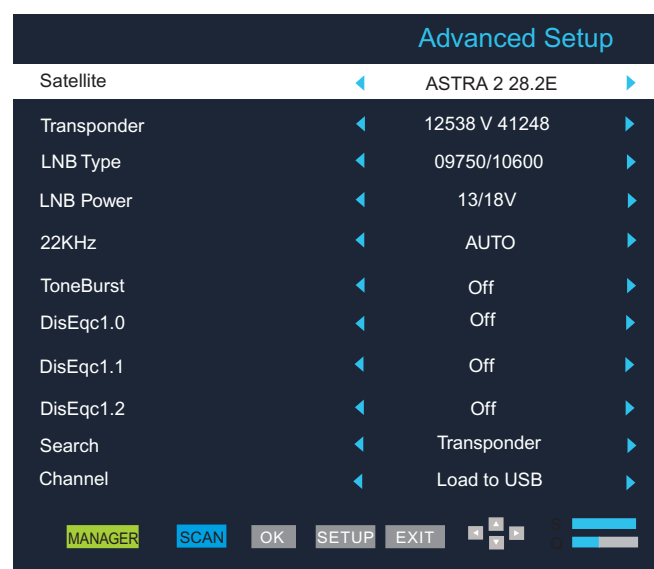 Advanced Setup
Satellite ASTRA 2 28.2E
Transponder 12538 V 41248
LNB Type 09750/10600
LNB Power 13/18V
22KHz AUTO
ToneBurst Off
DisEqc1.0 Off
DisEqc1.1 Off
DisEqc1.2 Off
Search Transponder
Channel Load to USB
MANAGER SCAN OK SETUP EXIT S
Q